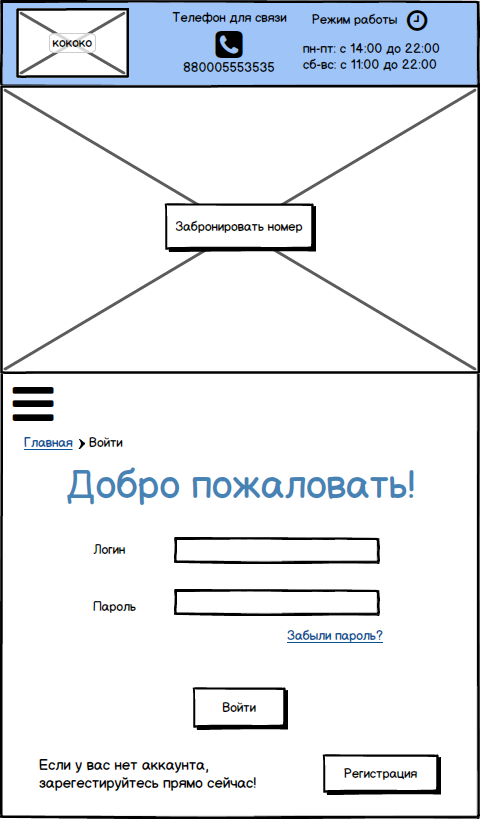 кококо
Телефон для связи
880005553535
Режим работы
пн-пт: с 14:00 до 22:00
сб-вс: с 11:00 до 22:00
Забронировать номер
Главная > Войти
Добро пожаловать!
Логин
Пароль
Забыли пароль?
Войти
Если у вас нет аккаунта,
зарегестируйтесь прямо сейчас!
Регистрация